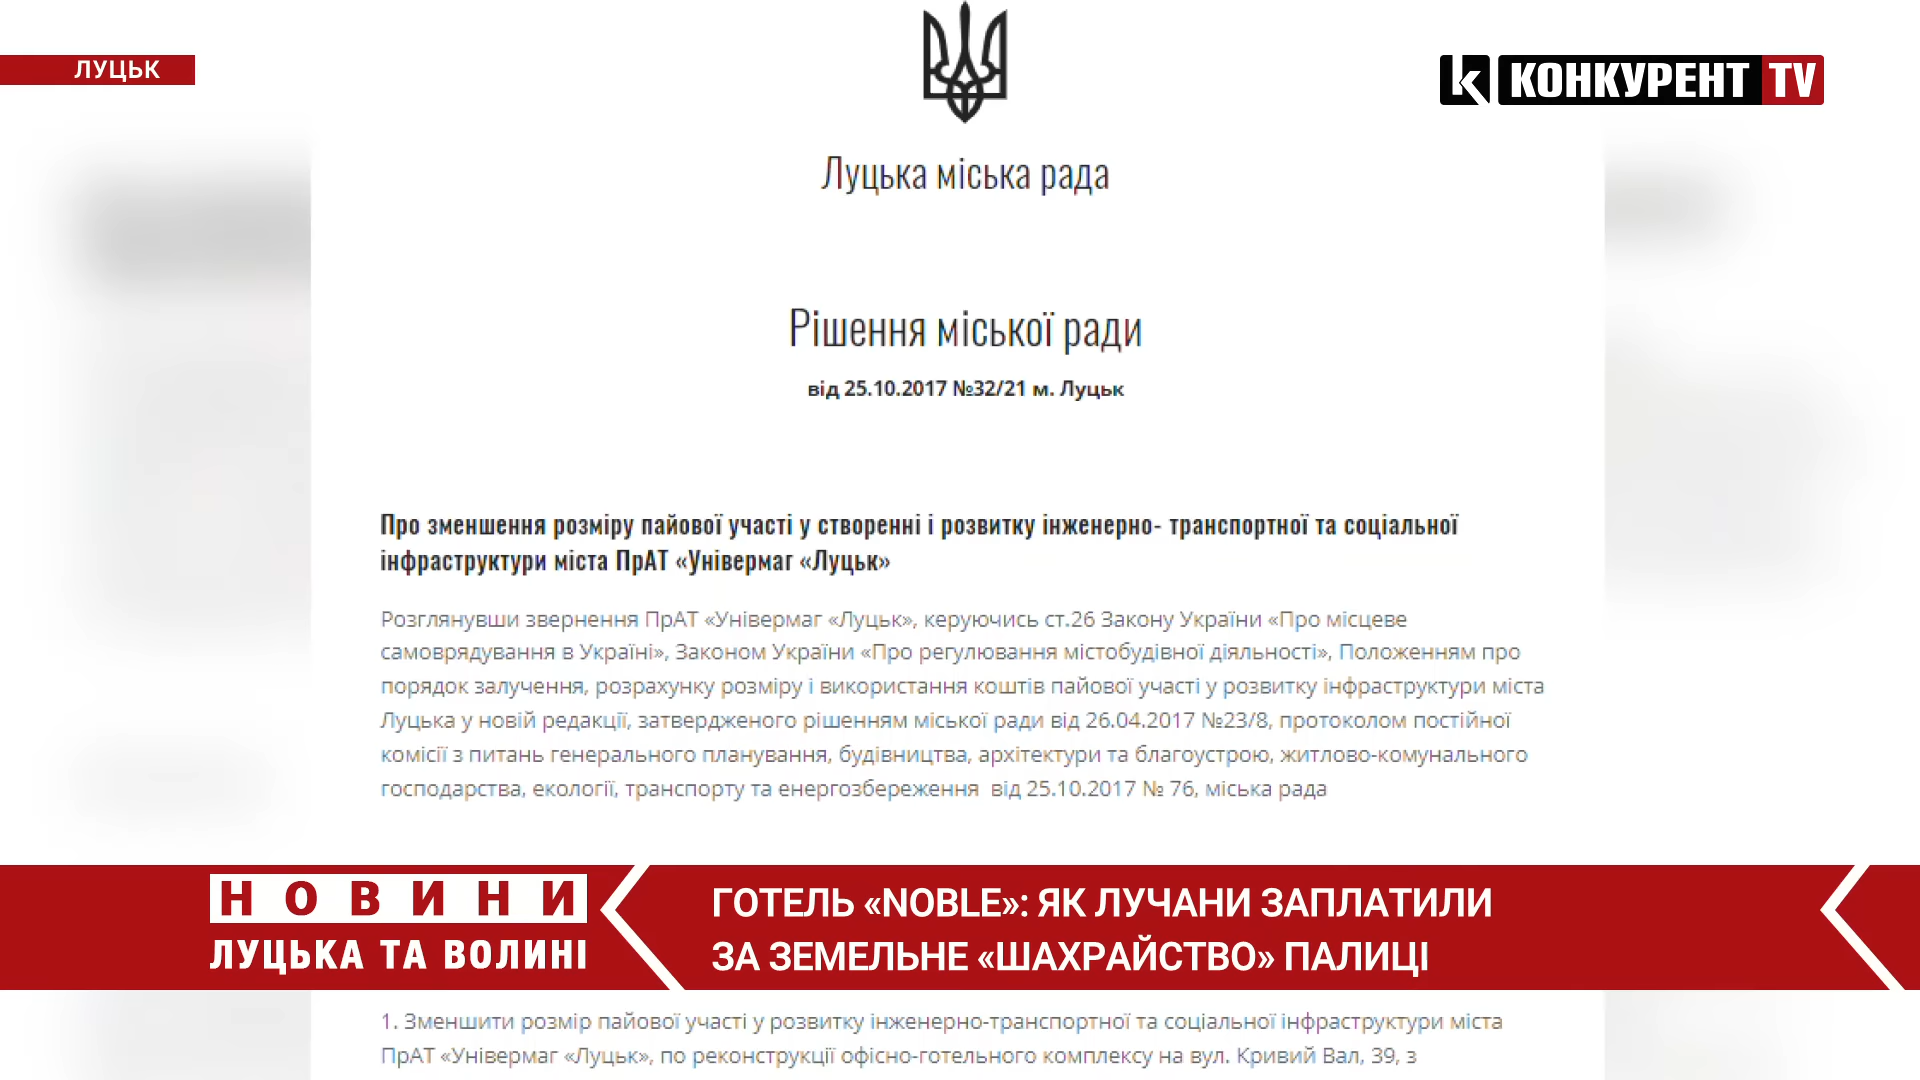 ЛУЦЬК
k КОНКУРЕНТ TV
Луцька міська рада
Рішення міської ради
від 25.10.2017 №32/21 м. Луцьк
Про зменшення розміру пайової участі у створенні і розвитку інженерно- транспортної та соціальної
інфраструктури міста ПрАТ «Універмаг «Луцьк»
Розглянувши звернення ПрАТ «Універмаг «Луцьк», керуючись ст.26 Закону України «Про місцеве
самоврядування в Україні», Законом України «Про регулювання містобудівної діяльності», Положенням про
порядок залучення, розрахунку розміру і використання коштів пайової участі у розвитку інфраструктури міста
Луцька у новій редакції, затвердженого рішенням міської ради від 26.04.2017 №23/8, протоколом постійної
комісії з питань генерального планування, будівництва, архітектури та благоустрою, житлово-комунального
господарства, екології, транспорту та енергозбереження від 25.10.2017 № 76, міська рада
НОВИНИ
ЛУЦЬКА ТА ВОЛИНІ
ГОТЕЛЬ «NOBLE»: ЯК ЛУЧАНИ ЗАПЛАТИЛИ
ЗА ЗЕМЕЛЬНЕ «ШАХРАЙСТВО» ПАЛИЦІ
1. Зменшити розмір пайової участі у розвитку інженерно-транспортної та соціальної інфраструктури міста
ПрАТ «Універмаг «Луцьк», по реконструкції офісно-готельного комплексу на вул. Кривий Вал, 39, з